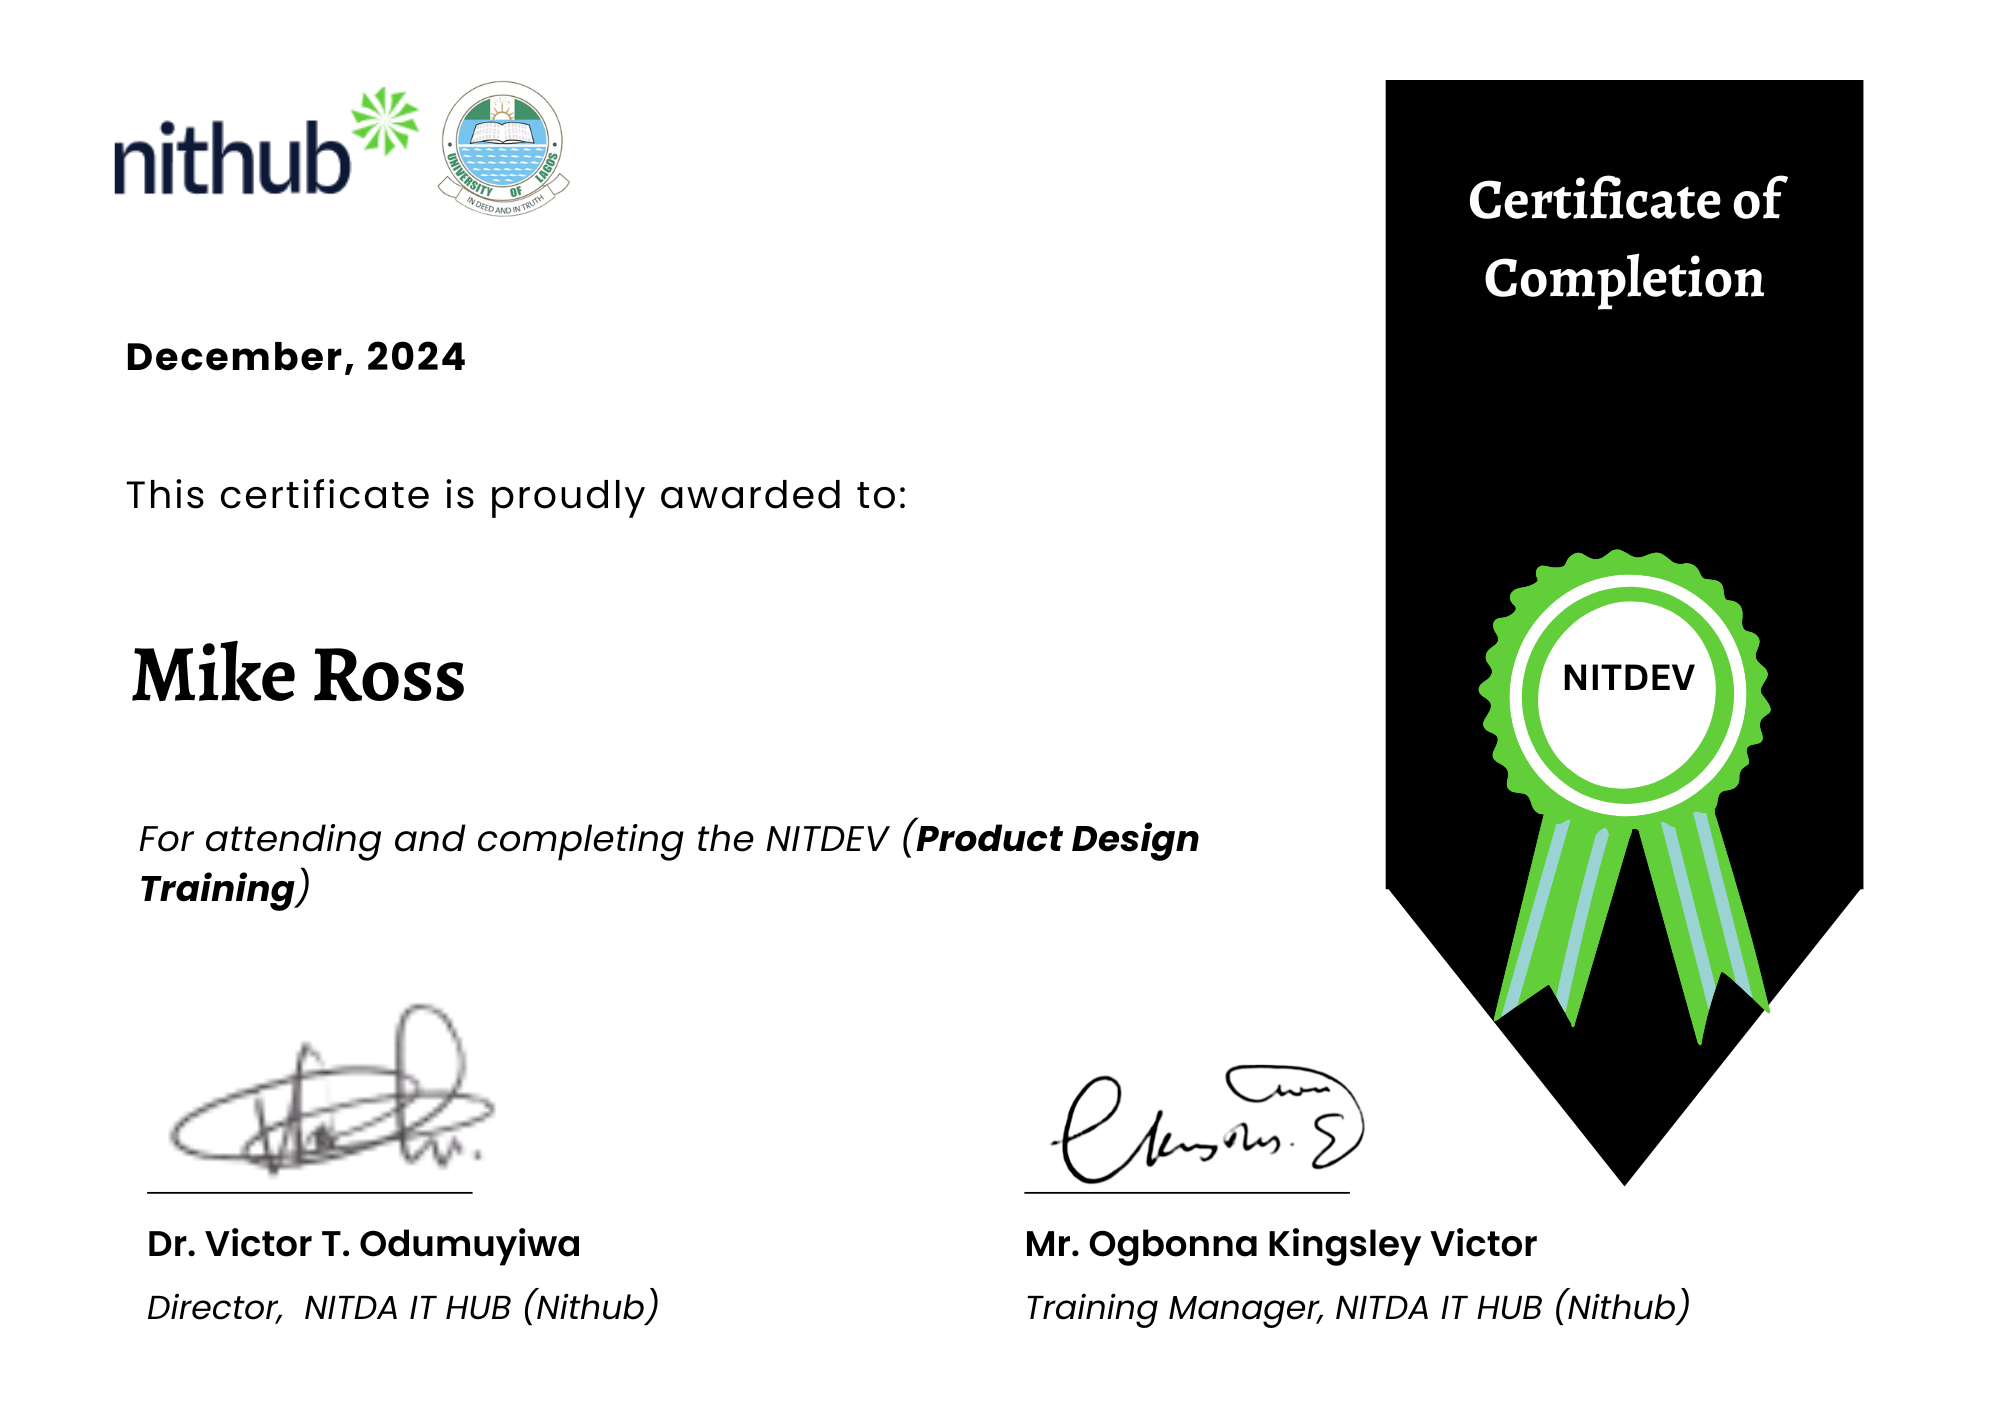 nithub
UNIVERSITY OF LAGOS
IN DEED AND IN TRUTH
Certificate of
Completion
December, 2024
This certificate is proudly awarded to:
Mike Ross
NITDEV
For attending and completing the NITDEV (Product Design
Training)
Dr. Victor T. Odumuyiwa
Director, NITDA IT HUB (Nithub)
Mr. Ogbonna Kingsley Victor
Training Manager, NITDA IT HUB (Nithub)